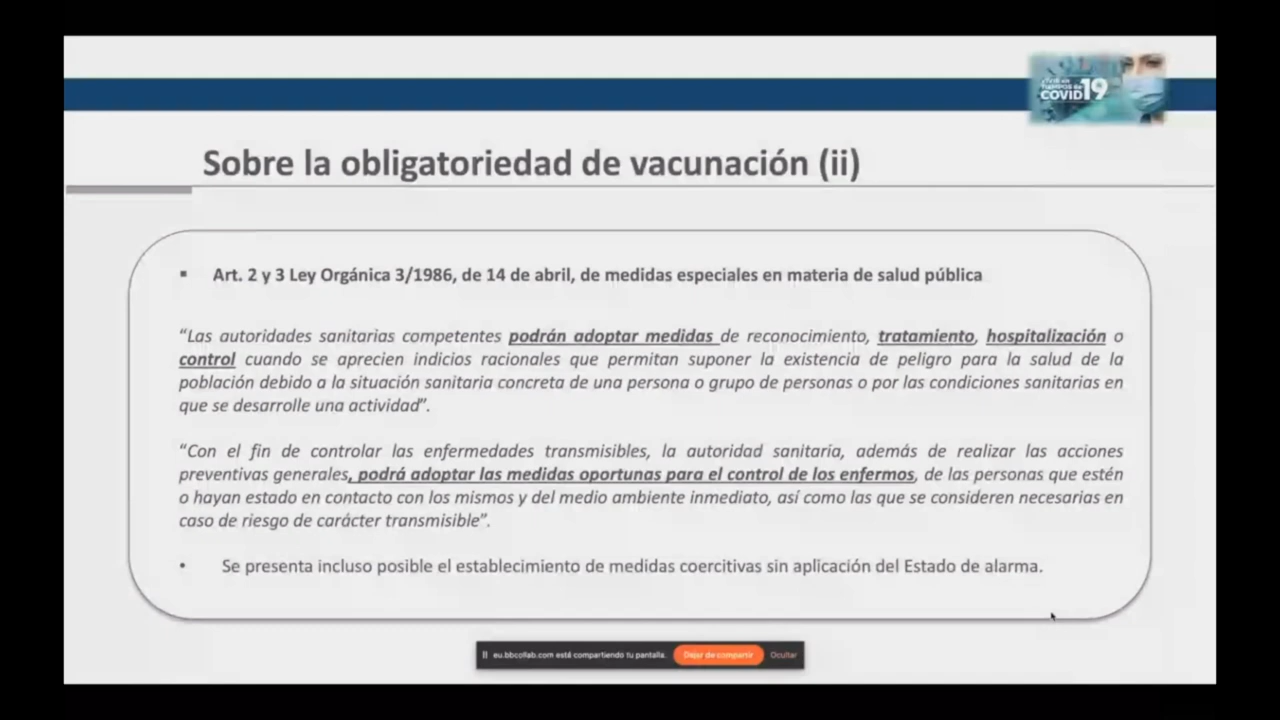 COVID19
Sobre la obligatoriedad de vacunación (ii)
▪ Art. 2 y 3 Ley Orgánica 3/1986, de 14 de abril, de medidas especiales en materia de salud pública
“Las autoridades sanitarias competentes podrán adoptar medidas de reconocimiento, tratamiento, hospitalización o
control cuando se aprecien indicios racionales que permitan suponer la existencia de peligro para la salud de la
población debido a la situación sanitaria concreta de una persona o grupo de personas o por las condiciones sanitarias en
que se desarrolle una actividad”.
“Con el fin de controlar las enfermedades transmisibles, la autoridad sanitaria, además de realizar las acciones
preventivas generales, podrá adoptar las medidas oportunas para el control de los enfermos, de las personas que estén
o hayan estado en contacto con los mismos y del medio ambiente inmediato, así como las que se consideren necesarias en
caso de riesgo de carácter transmisible”.
• Se presenta incluso posible el establecimiento de medidas coercitivas sin aplicación del Estado de alarma.
eu.bbcollab.com está compartiendo tu pantalla. Dejar de compartir Ocultar